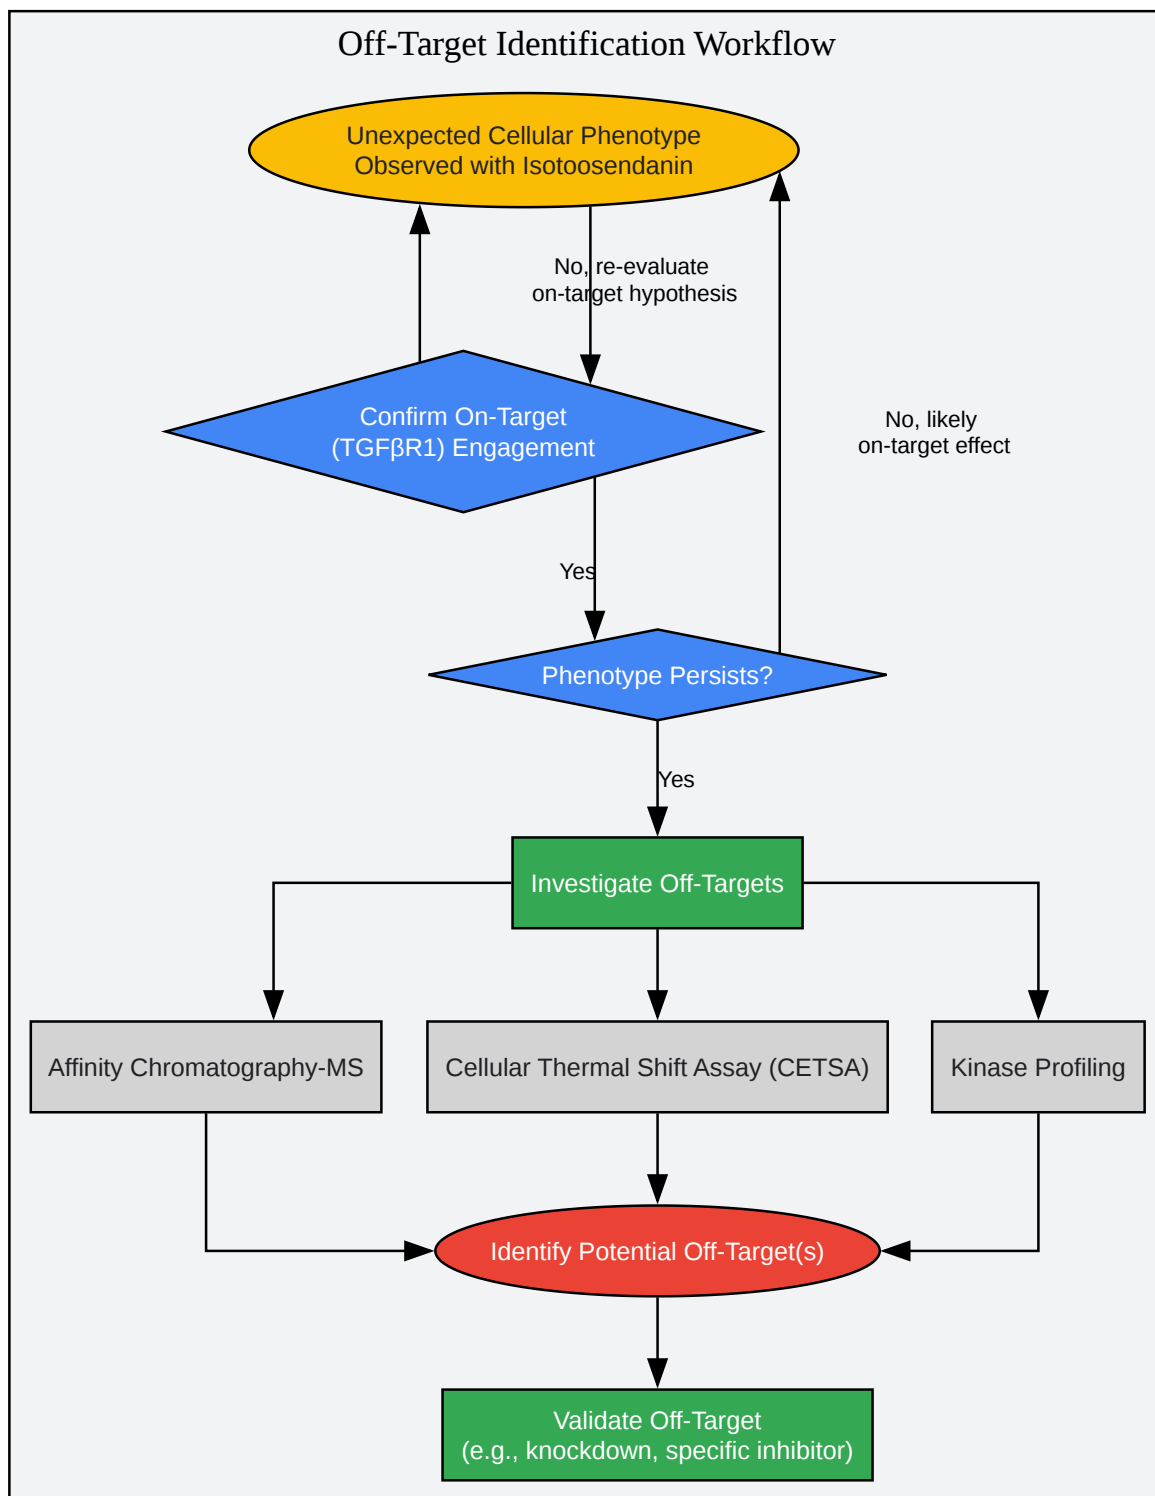 Off-Target Identification Workflow
Unexpected Cellular Phenotype
Observed with Isotoosendanin
No, re-evaluate
on-target hypothesis
Confirm On-Target
(TGFβR1) Engagement
No, likely
on-target effect
Yes
Phenotype Persists?
Yes
Investigate Off-Targets
Affinity Chromatography-MS
Cellular Thermal Shift Assay (CETSA)
Kinase Profiling
Identify Potential Off-Target(s)
Validate Off-Target
(e.g., knockdown, specific inhibitor)